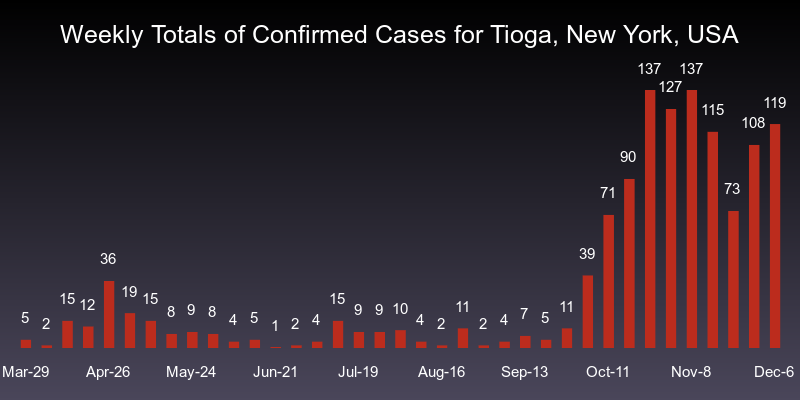 Weekly Totals of Confirmed Cases for Tioga, New York, USA
5 2 15 12 36 19 15 8 9 8 4 5 1 2 4 15 9 9 10 4 2 11 2 4 7 5 11 39 71 90 137 127 137 115 73 108 119
Mar-29 Apr-26 May-24 Jun-21 Jul-19 Aug-16 Sep-13 Oct-11 Nov-8 Dec-6